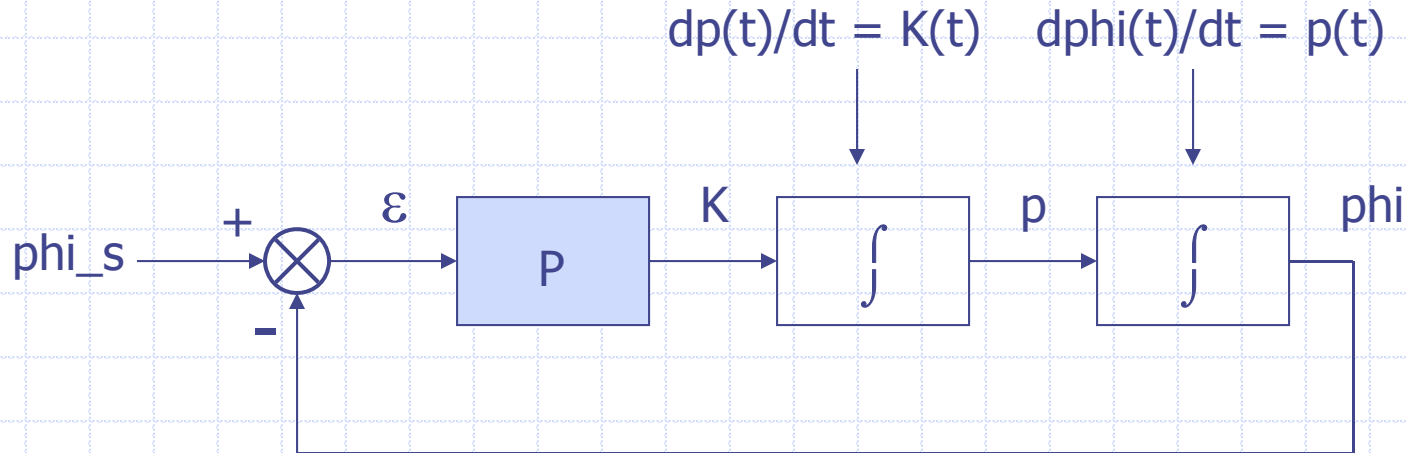 dp(t)/dt = K(t) dphi(t)/dt = p(t)
phi_s + ε P K ∫ p ∫ phi
-